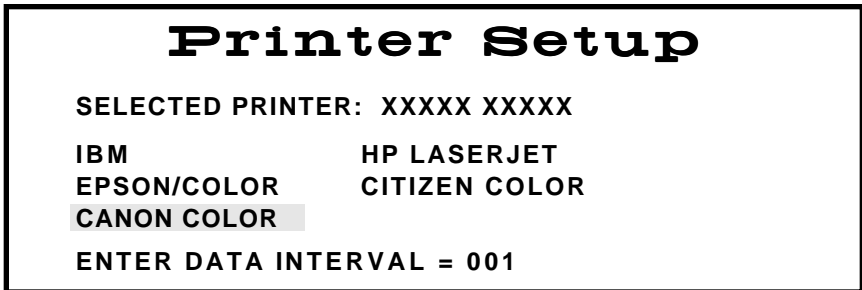 Printer Setup
SELECTED PRINTER: XXXXX XXXXX
IBM HP LASERJET
EPSON/COLOR CITIZEN COLOR
CANON COLOR
ENTER DATA INTERVAL = 001